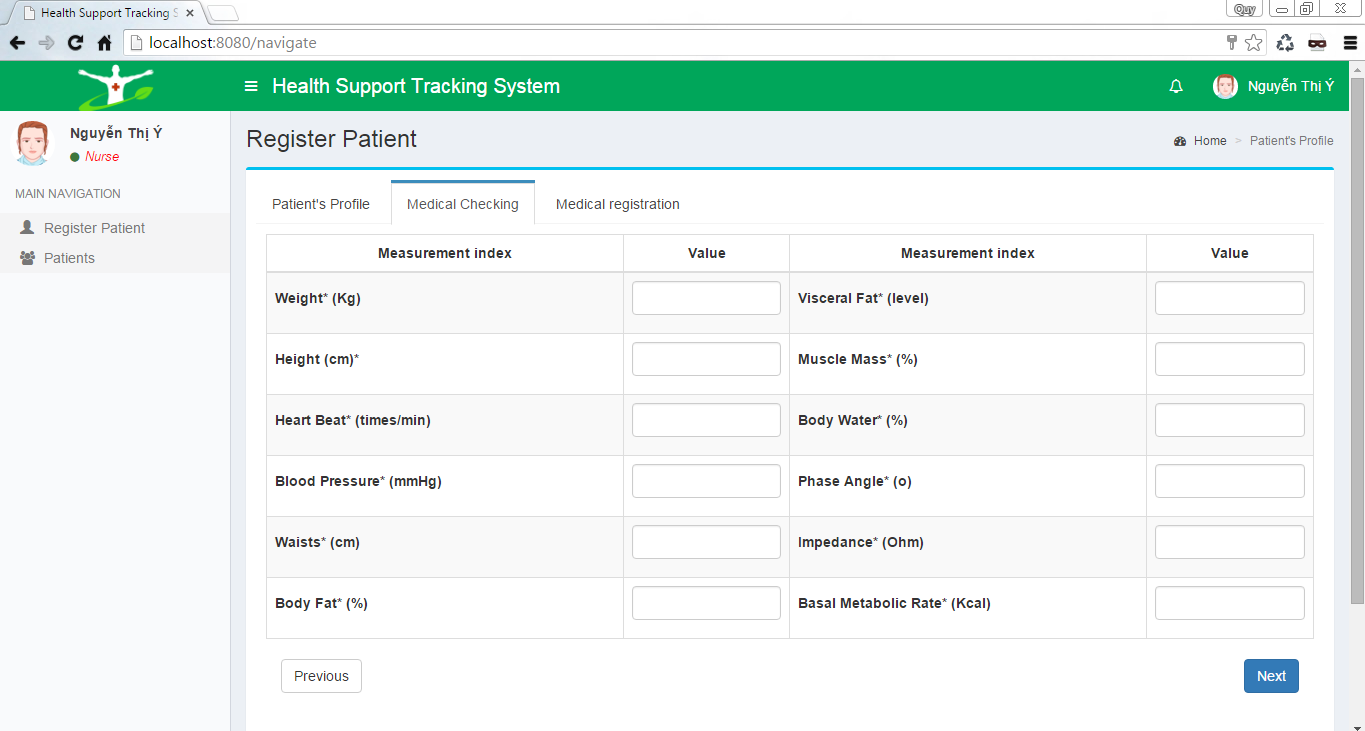 Health Support Tracking S
Quy
localhost:8080/navigate
Health Support Tracking System
Nguyễn Thị Ý
Nguyễn Thị Ý
Nurse
MAIN NAVIGATION
Register Patient
Patients
Register Patient
Home > Patient's Profile
Patient's Profile Medical Checking Medical registration
Measurement index Value Measurement index Value
Weight* (Kg) Visceral Fat* (level)
Height (cm)* Muscle Mass* (%)
Heart Beat* (times/min) Body Water* (%)
Blood Pressure* (mmHg) Phase Angle* (o)
Waists* (cm) Impedance* (Ohm)
Body Fat* (%) Basal Metabolic Rate* (Kcal)
Previous Next